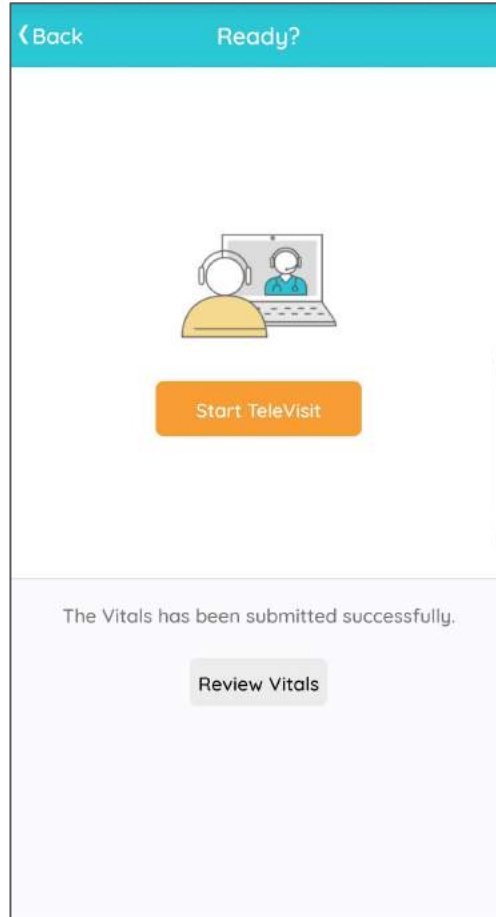 Back
Ready?
Start TeleVisit
The Vitals has been submitted successfully.
Review Vitals